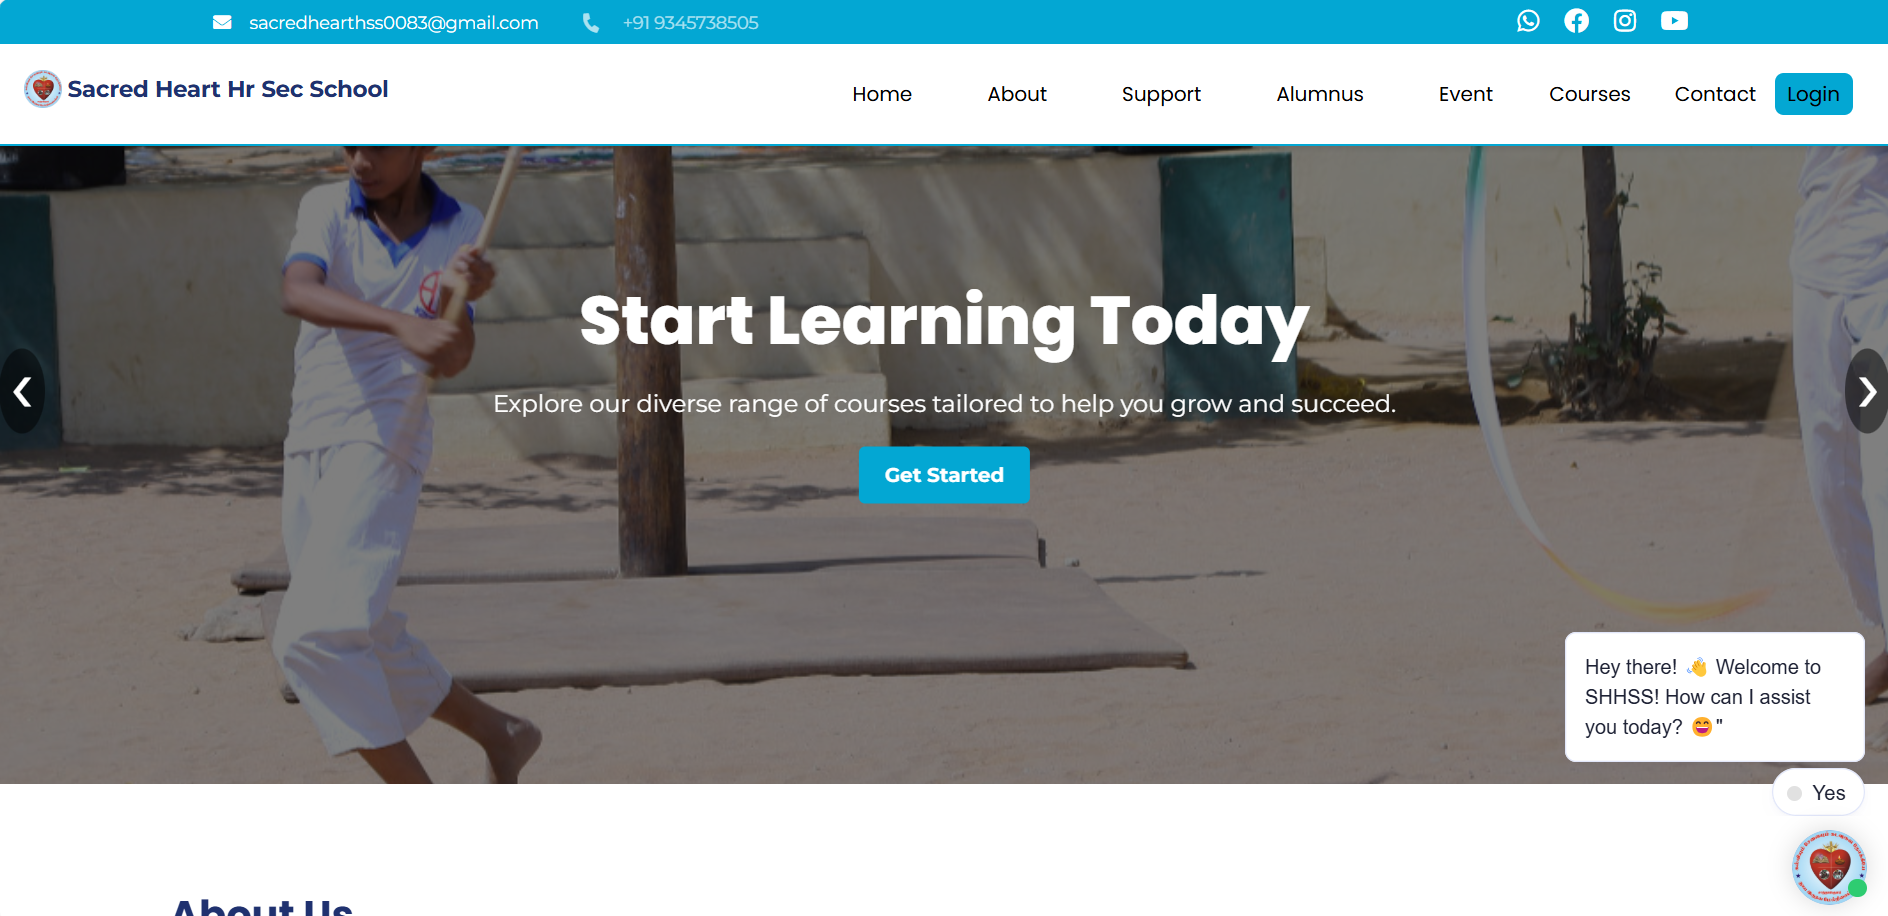 sacredhearthss0083@gmail.com +91 9345738505
Sacred Heart Hr Sec School
Home About Support Alumnus Event Courses Contact Login
Start Learning Today
Explore our diverse range of courses tailored to help you grow and succeed.
Get Started
Hey there! 👋 Welcome to
SHHSS! How can I assist
you today? 😄"
Yes
About Us